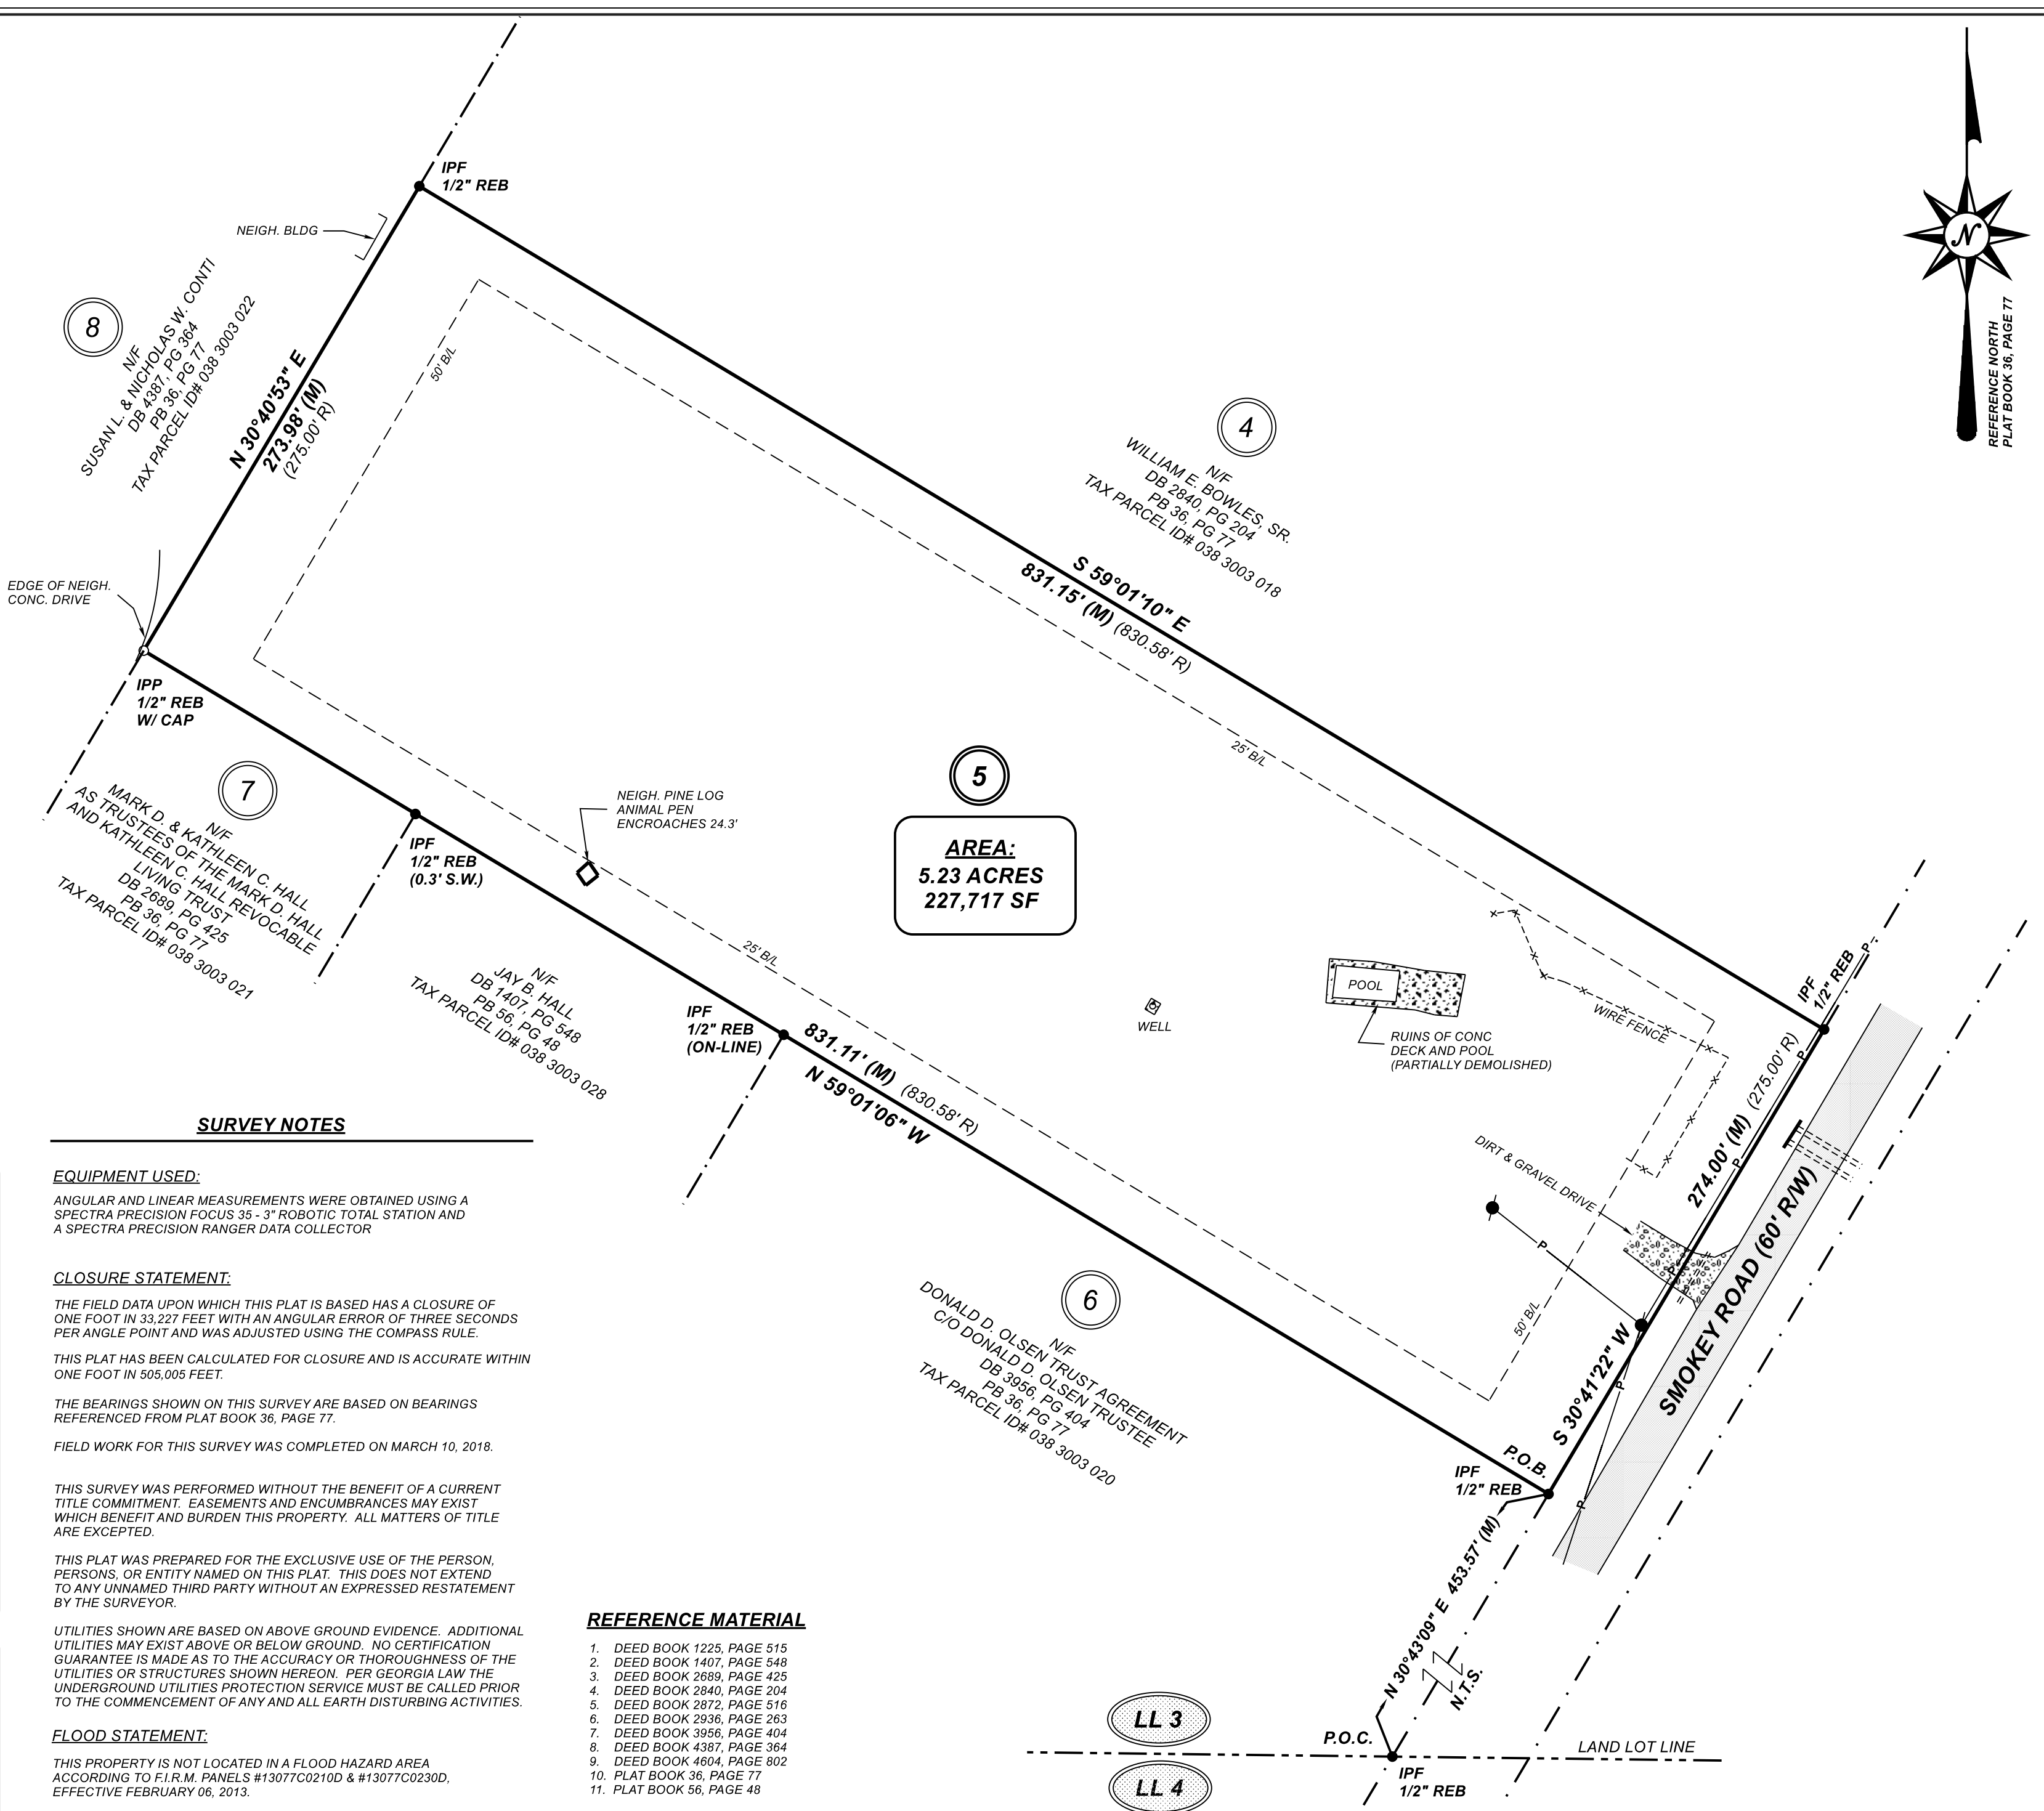 IPF
1/2" REB
NEIGH. BLDG
8
N/F
SUSAN L. & NICHOLAS W. CONTI
DB 4387, PG 364
PB 36, PG 77
TAX PARCEL ID# 038 3003 022
N 30°40'53" E
273.98' (M)
(275.00' R)
50' B/L
EDGE OF NEIGH.
CONC. DRIVE
IPP
1/2" REB
W/ CAP
N
REFERENCE NORTH
PLAT BOOK 36, PAGE 77
4
N/F
WILLIAM E. BOWLES, SR.
DB 2840, PG 204
PB 36, PG 77
TAX PARCEL ID# 038 3003 018
S 59°01'10" E
831.15' (M) (830.58' R)
25' B/L
7
N/F
MARK D. & KATHLEEN C. HALL
AS TRUSTEES OF THE MARK D. HALL
AND KATHLEEN C. HALL REVOCABLE
LIVING TRUST
DB 2689, PG 425
PB 36, PG 77
TAX PARCEL ID# 038 3003 021
IPF
1/2" REB
(0.3' S.W.)
NEIGH. PINE LOG
ANIMAL PEN
ENCROACHES 24.3'
5
AREA:
5.23 ACRES
227,717 SF
25' B/L
N/F
JAY B. HALL
DB 1407, PG 548
PB 56, PG 48
TAX PARCEL ID# 038 3003 028
IPF
1/2" REB
(ON-LINE)
831.11' (M) (830.58' R)
N 59°01'06" W
WELL
POOL
RUINS OF CONC
DECK AND POOL
(PARTIALLY DEMOLISHED)
WIRE FENCE
IPF
1/2" REB
P
P
P
P
P
P
P
274.00' (M) (275.00' R)
S 30°41'22" W
DIRT & GRAVEL DRIVE
SMOKEY ROAD (60' R/W)
50' B/L
6
N/F
DONALD D. OLSEN TRUST AGREEMENT
C/O DONALD D. OLSEN TRUSTEE
DB 3956, PG 404
PB 36, PG 77
TAX PARCEL ID# 038 3003 020
P.O.B.
IPF
1/2" REB
N 30°43'09" E 453.57' (M)
N.T.S.
P.O.C.
IPF
1/2" REB
LAND LOT LINE
LL 3
LL 4
SURVEY NOTES
EQUIPMENT USED:
ANGULAR AND LINEAR MEASUREMENTS WERE OBTAINED USING A
SPECTRA PRECISION FOCUS 35 - 3" ROBOTIC TOTAL STATION AND
A SPECTRA PRECISION RANGER DATA COLLECTOR
CLOSURE STATEMENT:
THE FIELD DATA UPON WHICH THIS PLAT IS BASED HAS A CLOSURE OF
ONE FOOT IN 33,227 FEET WITH AN ANGULAR ERROR OF THREE SECONDS
PER ANGLE POINT AND WAS ADJUSTED USING THE COMPASS RULE.
THIS PLAT HAS BEEN CALCULATED FOR CLOSURE AND IS ACCURATE WITHIN
ONE FOOT IN 505,005 FEET.
THE BEARINGS SHOWN ON THIS SURVEY ARE BASED ON BEARINGS
REFERENCED FROM PLAT BOOK 36, PAGE 77.
FIELD WORK FOR THIS SURVEY WAS COMPLETED ON MARCH 10, 2018.
THIS SURVEY WAS PERFORMED WITHOUT THE BENEFIT OF A CURRENT
TITLE COMMITMENT. EASEMENTS AND ENCUMBRANCES MAY EXIST
WHICH BENEFIT AND BURDEN THIS PROPERTY. ALL MATTERS OF TITLE
ARE EXCEPTED.
THIS PLAT WAS PREPARED FOR THE EXCLUSIVE USE OF THE PERSON,
PERSONS, OR ENTITY NAMED ON THIS PLAT. THIS DOES NOT EXTEND
TO ANY UNNAMED THIRD PARTY WITHOUT AN EXPRESSED RESTATEMENT
BY THE SURVEYOR.
UTILITIES SHOWN ARE BASED ON ABOVE GROUND EVIDENCE. ADDITIONAL
UTILITIES MAY EXIST ABOVE OR BELOW GROUND. NO CERTIFICATION
GUARANTEE IS MADE AS TO THE ACCURACY OR THOROUGHNESS OF THE
UTILITIES OR STRUCTURES SHOWN HEREON. PER GEORGIA LAW THE
UNDERGROUND UTILITIES PROTECTION SERVICE MUST BE CALLED PRIOR
TO THE COMMENCEMENT OF ANY AND ALL EARTH DISTURBING ACTIVITIES.
FLOOD STATEMENT:
THIS PROPERTY IS NOT LOCATED IN A FLOOD HAZARD AREA
ACCORDING TO F.I.R.M. PANELS #13077C0210D & #13077C0230D,
EFFECTIVE FEBRUARY 06, 2013.
REFERENCE MATERIAL
1. DEED BOOK 1225, PAGE 515
2. DEED BOOK 1407, PAGE 548
3. DEED BOOK 2689, PAGE 425
4. DEED BOOK 2840, PAGE 204
5. DEED BOOK 2872, PAGE 516
6. DEED BOOK 2936, PAGE 263
7. DEED BOOK 3956, PAGE 404
8. DEED BOOK 4387, PAGE 364
9. DEED BOOK 4604, PAGE 802
10. PLAT BOOK 36, PAGE 77
11. PLAT BOOK 56, PAGE 48